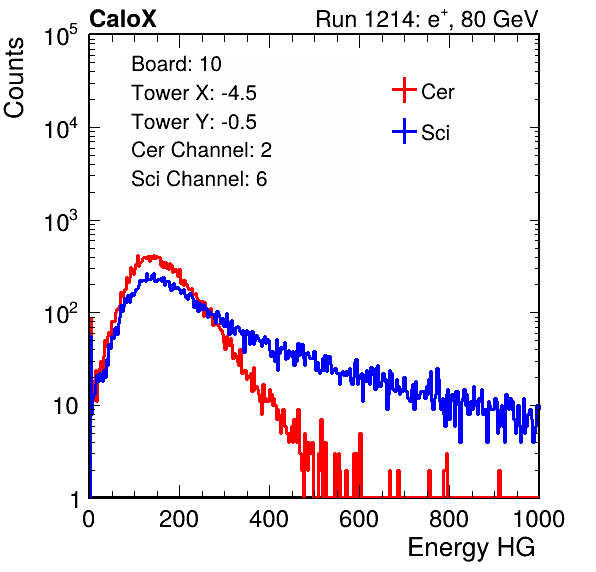 CaloX Run 1214: e⁺, 80 GeV
Counts
Board: 10
Tower X: -4.5
Tower Y: -0.5
Cer Channel: 2
Sci Channel: 6
Cer
Sci
10⁵
10⁴
10³
10²
10
1
0 200 400 600 800 1000
Energy HG